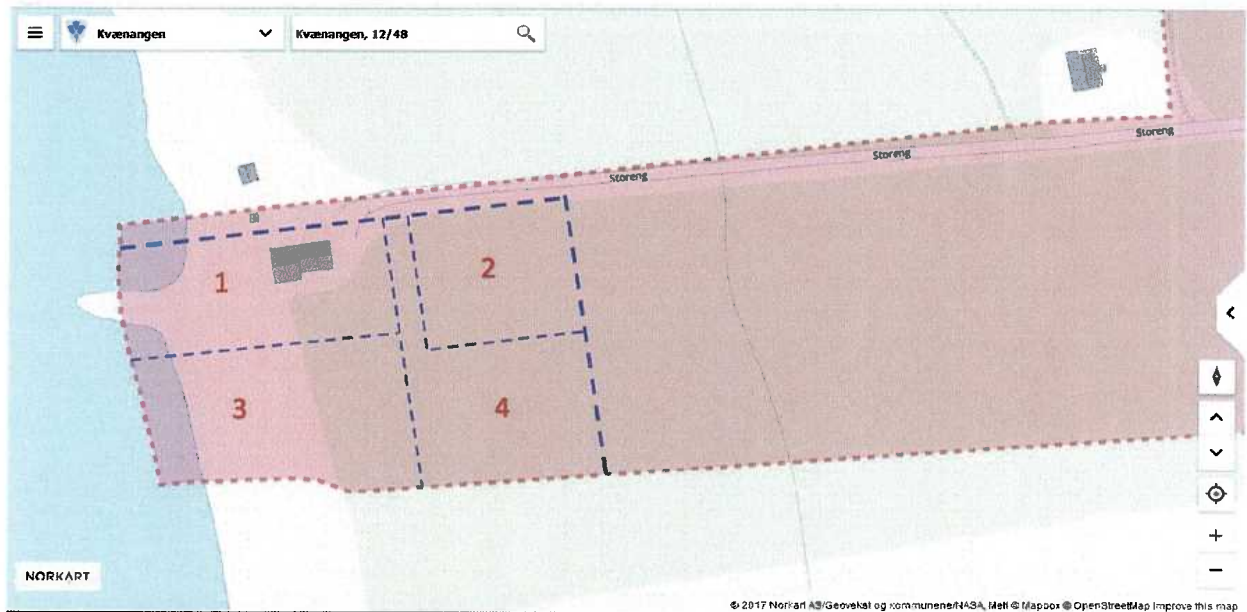 Kvænangen
Kvænangen, 12/48
Storeng
Storeng
Storeng
1
2
3
4
NORKART
© 2017 Norkart AS/Geovekst og kommunene/NASA, Meti © Mapbox © OpenStreetMap Improve this map